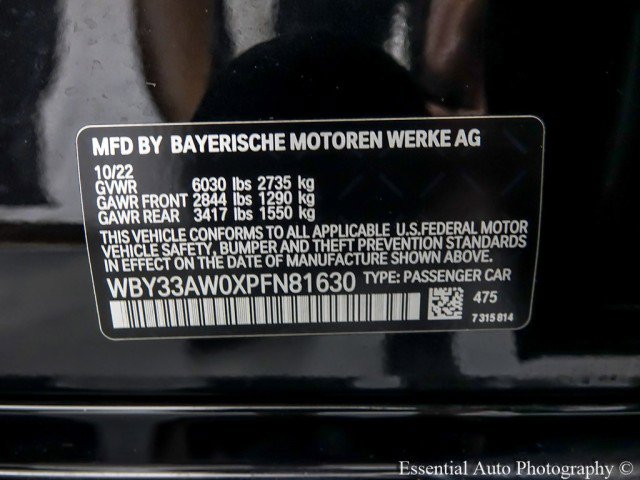 MFD BY BAYERISCHE MOTOREN WERKE AG
10/22
GVWR 6030 lbs 2735 kg
GAWR FRONT 2844 lbs 1290 kg
GAWR REAR 3417 lbs 1550 kg
THIS VEHICLE CONFORMS TO ALL APPLICABLE U.S.FEDERAL MOTOR
VEHICLE SAFETY, BUMPER AND THEFT PREVENTION STANDARDS
IN EFFECT ON THE DATE OF MANUFACTURE SHOWN ABOVE.
WBY33AW0XPFN81630 TYPE: PASSENGER CAR
475
7 315 814
Essential Auto Photography (c)